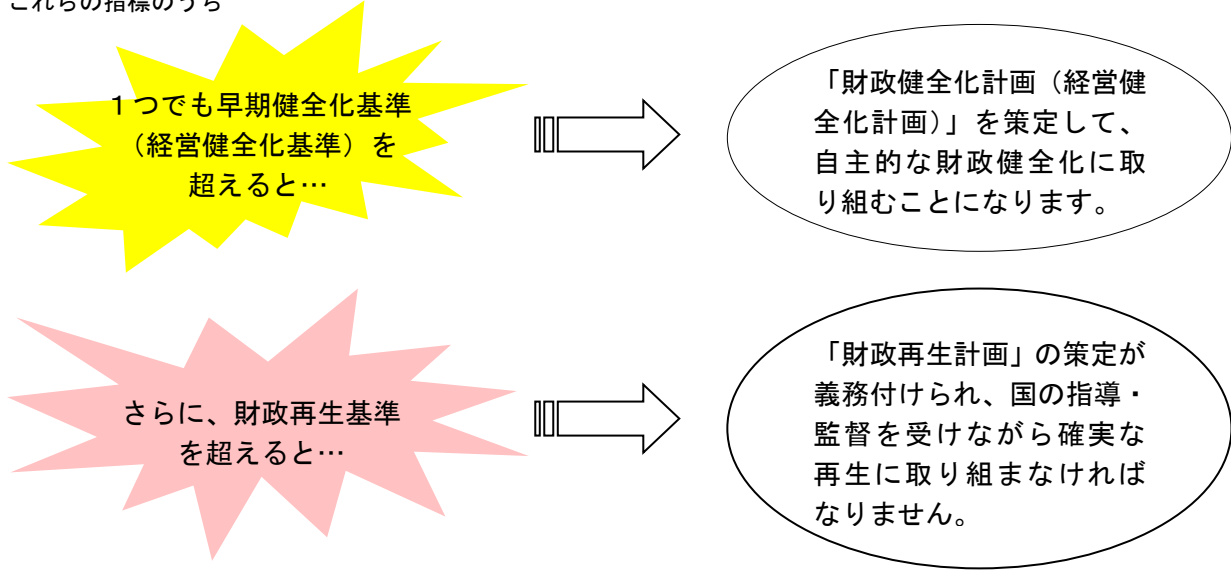 これらの指標のうち
１つでも早期健全化基準
（経営健全化基準）を
超えると…
「財政健全化計画（経営健
全化計画）」を策定して、
自主的な財政健全化に取
り組むことになります。
さらに、財政再生基準
を超えると…
「財政再生計画」の策定が
義務付けられ、国の指導・
監督を受けながら確実な
再生に取り組まなければ
なりません。